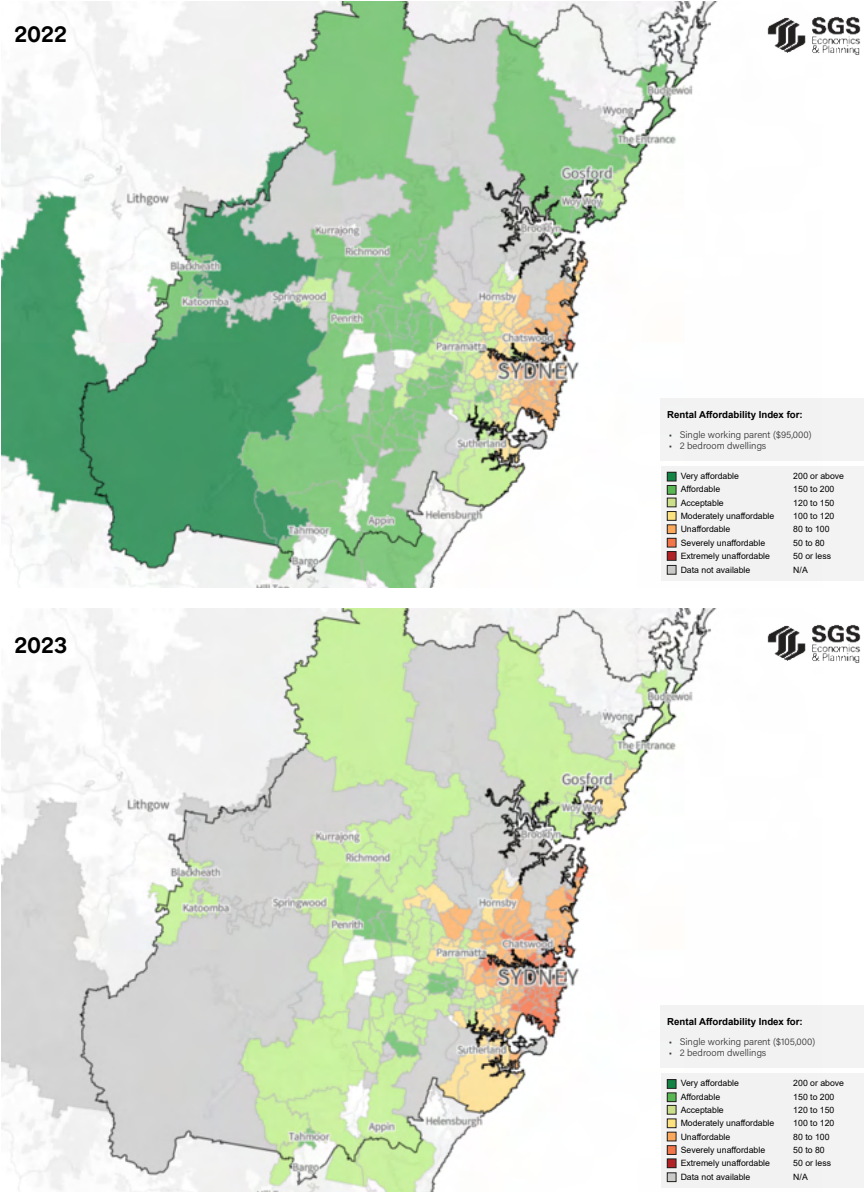 2022
SGS
Economics
& Planning
Budgewoi
Wyong
The Entrance
Gosford
Woy Woy
Lithgow
Brooklyn
Kurrajong
Richmond
Blackheath
Katoomba
Springwood
Hornsby
Penrith
Chatswood
Parramatta
SYDNEY
Sutherland
Helensburgh
Tahmoor
Appin
Bargo
Rental Affordability Index for:
• Single working parent ($95,000)
• 2 bedroom dwellings
Very affordable 200 or above
Affordable 150 to 200
Acceptable 120 to 150
Moderately unaffordable 100 to 120
Unaffordable 80 to 100
Severely unaffordable 50 to 80
Extremely unaffordable 50 or less
Data not available N/A
2023
SGS
Economics
& Planning
Budgewoi
Wyong
The Entrance
Gosford
Woy Woy
Lithgow
Brooklyn
Kurrajong
Richmond
Blackheath
Katoomba
Springwood
Hornsby
Penrith
Chatswood
Parramatta
SYDNEY
Sutherland
Helensburgh
Tahmoor
Appin
Bargo
Rental Affordability Index for:
• Single working parent ($105,000)
• 2 bedroom dwellings
Very affordable 200 or above
Affordable 150 to 200
Acceptable 120 to 150
Moderately unaffordable 100 to 120
Unaffordable 80 to 100
Severely unaffordable 50 to 80
Extremely unaffordable 50 or less
Data not available N/A